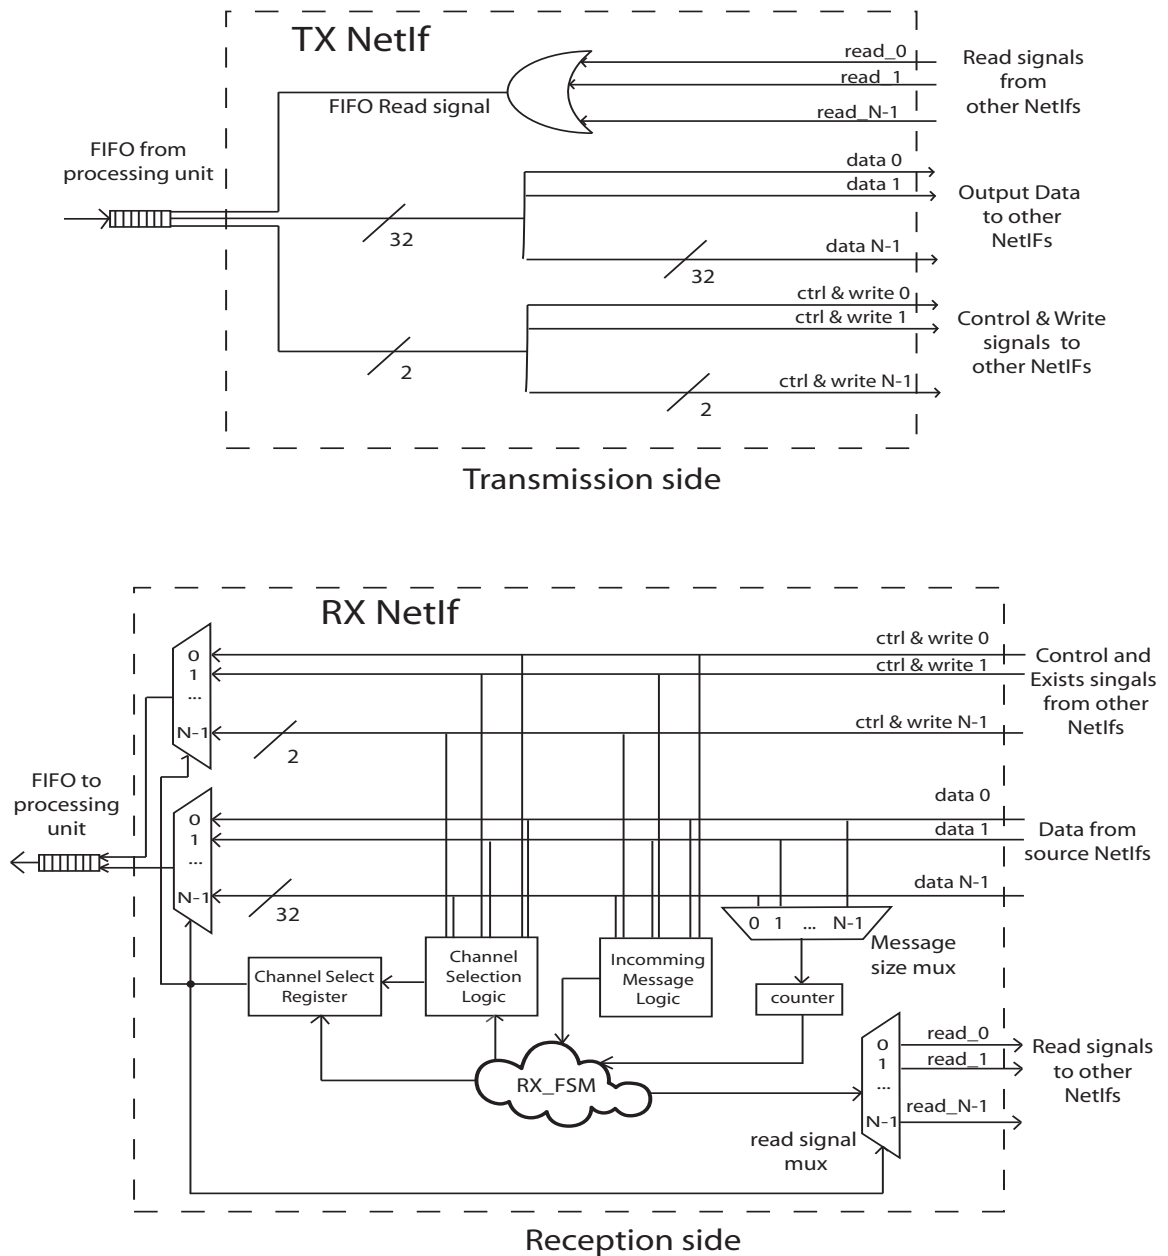 TX NetIf
read_0
read_1
read_N-1
Read signals
from
other NetIfs
FIFO Read signal
FIFO from
processing unit
data 0
data 1
data N-1
32
32
Output Data
to other
NetIFs
ctrl & write 0
ctrl & write 1
ctrl & write N-1
2
2
Control & Write
signals to
other NetIFs
Transmission side
RX NetIf
ctrl & write 0
ctrl & write 1
ctrl & write N-1
Control and
Exists singals
from other
NetIfs
0
1
...
N-1
2
FIFO to
processing
unit
data 0
data 1
data N-1
Data from
source NetIfs
0
1
...
N-1
32
0 1 ... N-1
Message
size mux
Channel Select
Register
Channel
Selection
Logic
Incomming
Message
Logic
counter
RX_FSM
0
1
...
N-1
read_0
read_1
read_N-1
Read signals
to other
NetIfs
read signal
mux
Reception side